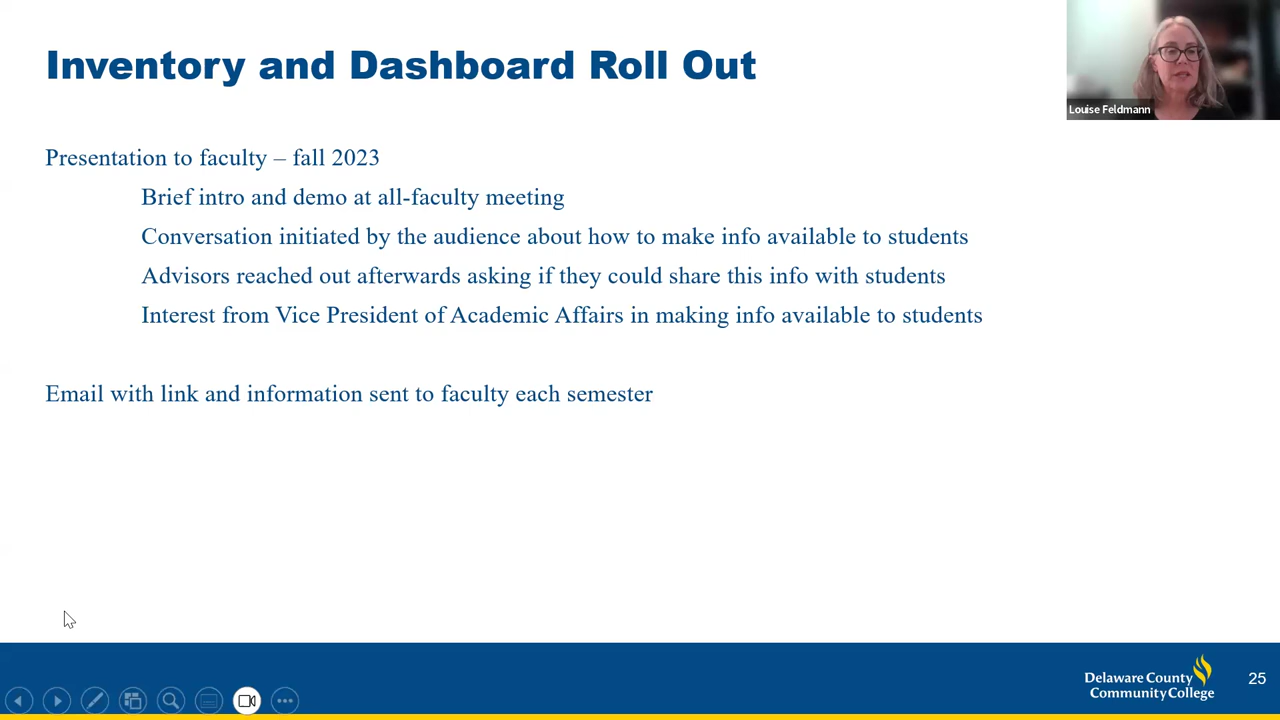 Inventory and Dashboard Roll Out
Louise Feldmann
Presentation to faculty – fall 2023
Brief intro and demo at all-faculty meeting
Conversation initiated by the audience about how to make info available to students
Advisors reached out afterwards asking if they could share this info with students
Interest from Vice President of Academic Affairs in making info available to students
Email with link and information sent to faculty each semester
Delaware County
Community College
25